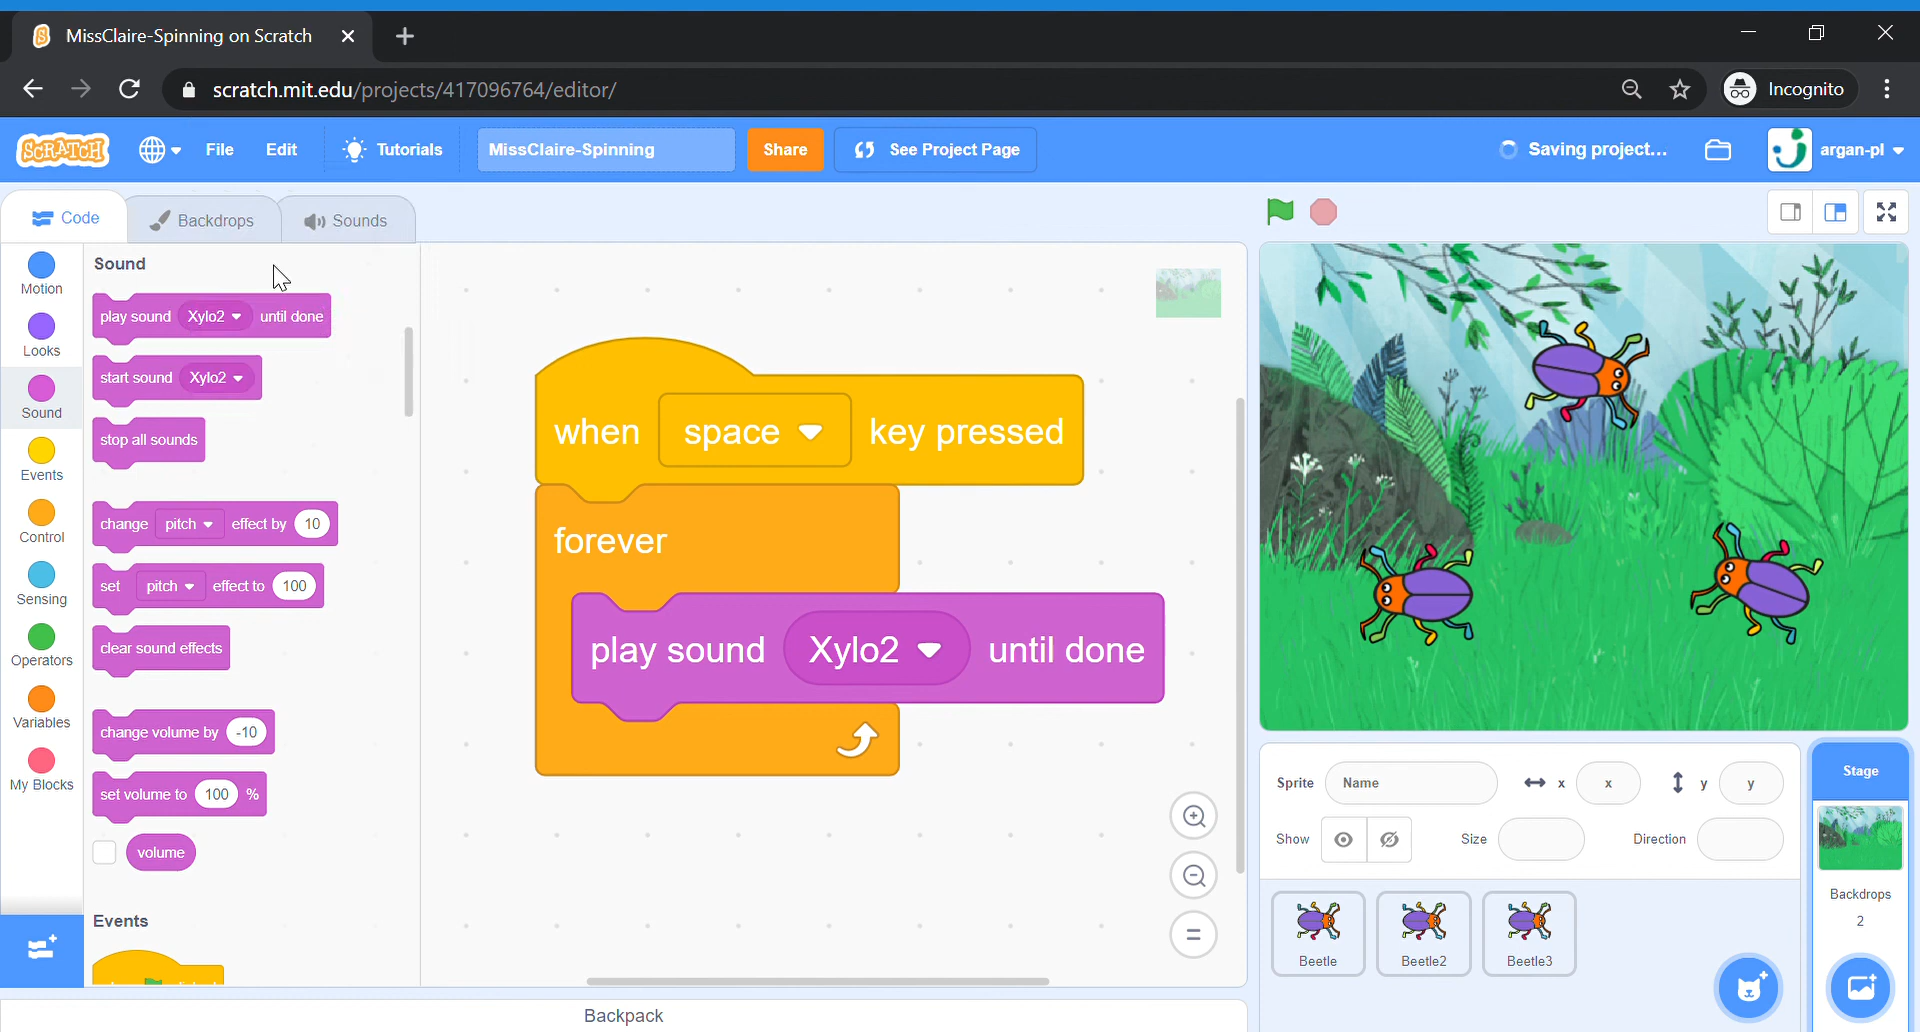 MissClaire-Spinning on Scratch
scratch.mit.edu/projects/417096764/editor/
Incognito
SCRATCH
File
Edit
Tutorials
MissClaire-Spinning
Share
See Project Page
Saving project...
argan-pl
Code
Backdrops
Sounds
Motion
Looks
Sound
Events
Control
Sensing
Operators
Variables
My Blocks
Sound
play sound Xylo2 until done
start sound Xylo2
stop all sounds
change pitch effect by 10
set pitch effect to 100
clear sound effects
change volume by -10
set volume to 100 %
volume
Events
when space key pressed
forever
play sound Xylo2 until done
Backpack
Sprite Name x x y y
Show Size Direction
Beetle
Beetle2
Beetle3
Stage
Backdrops
2